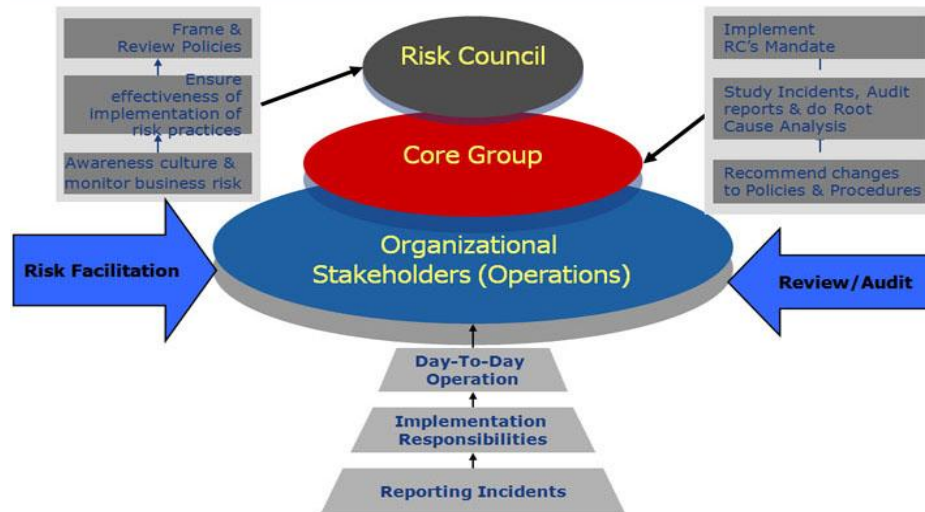 Frame &
Review Policies
Ensure
effectiveness of
implementation of
risk practices
Awareness culture &
monitor business risk
Risk Council
Core Group
Organizational
Stakeholders (Operations)
Implement
RC's Mandate
Study Incidents, Audit
reports & do Root
Cause Analysis
Recommend changes
to Policies & Procedures
Risk Facilitation
Review/Audit
Day-To-Day
Operation
Implementation
Responsibilities
Reporting Incidents